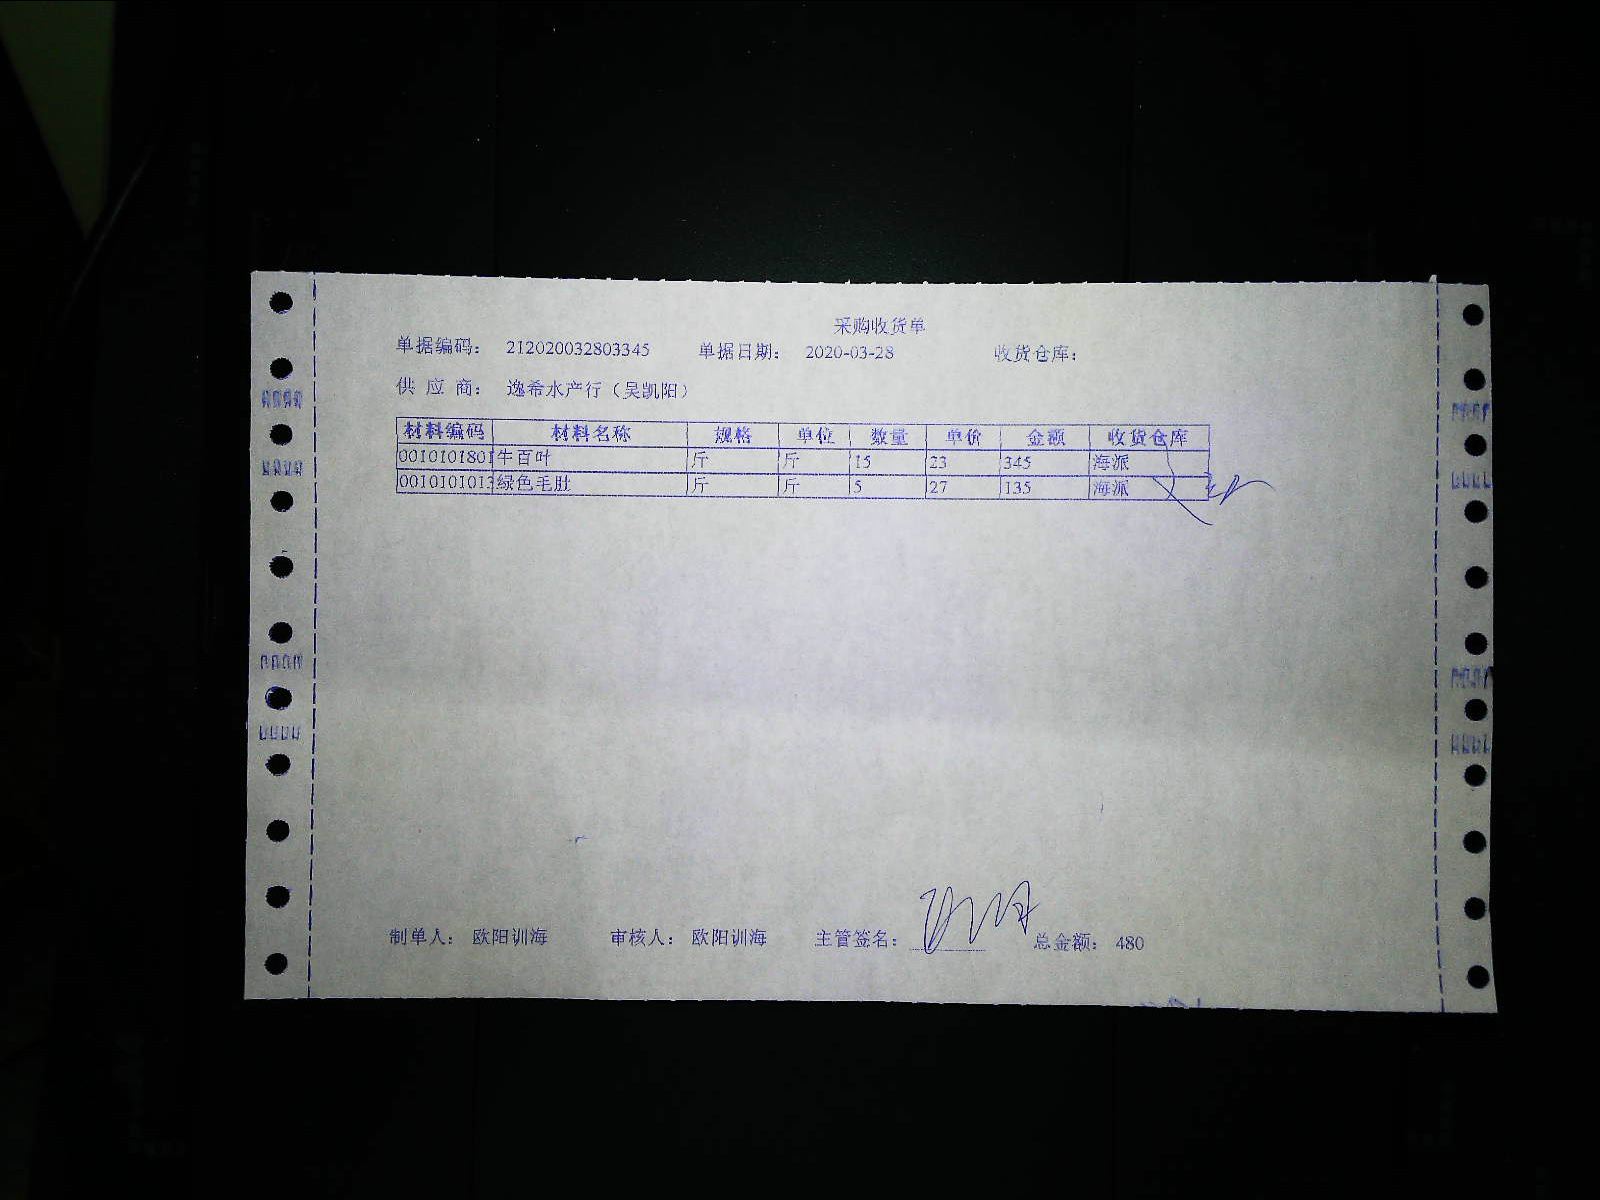 采购收货单
单据编码： 212020032803345 单据日期： 2020-03-28 收货仓库：
供 应 商： 逸希水产行（吴凯阳）
材料编码 材料名称 规格 单位 数量 单价 金额 收货仓库
0010101801 牛百叶 斤 斤 15 23 345 海派
0010101013 绿色毛肚 斤 斤 5 27 135 海派
制单人： 欧阳训海 审核人： 欧阳训海 主管签名： 总金额： 480